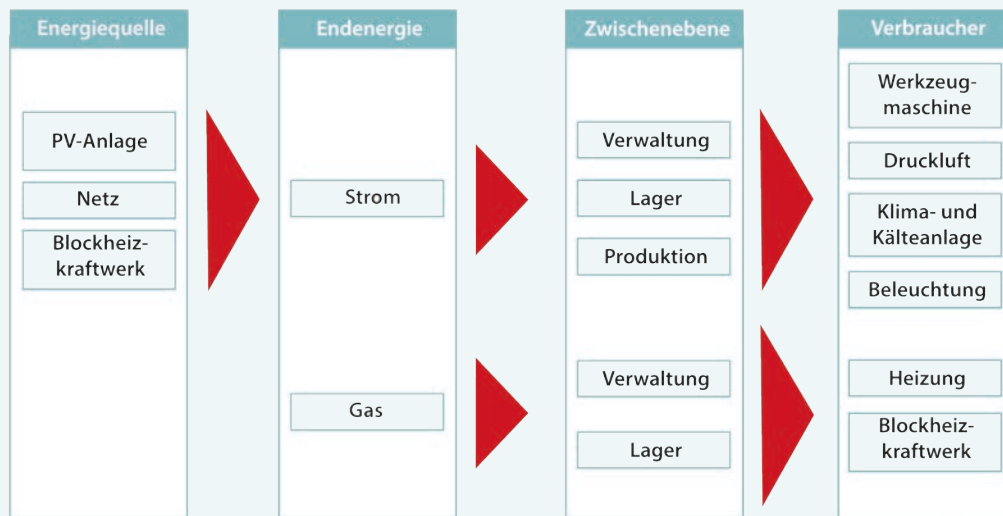 Energiequelle
PV-Anlage
Netz
Blockheiz-
kraftwerk
Endenergie
Strom
Gas
Zwischenebene
Verwaltung
Lager
Produktion
Verwaltung
Lager
Verbraucher
Werkzeug-
maschine
Druckluft
Klima- und
Kälteanlage
Beleuchtung
Heizung
Blockheiz-
kraftwerk